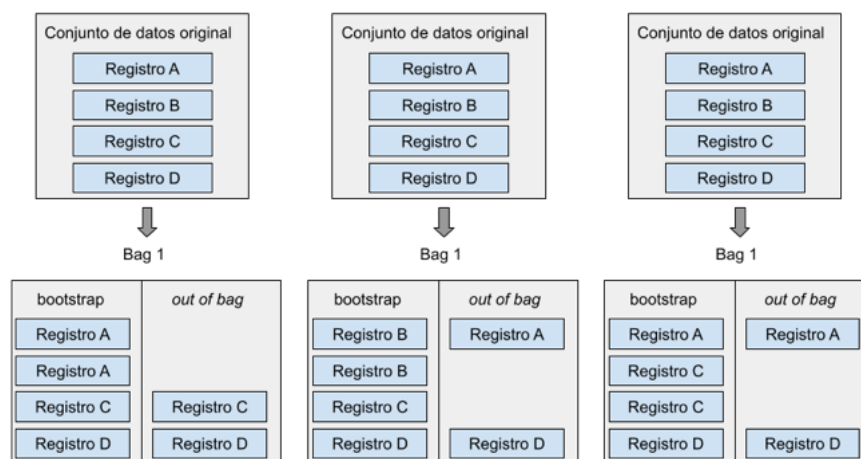 Conjunto de datos original
Registro A
Registro B
Registro C
Registro D
Bag 1
bootstrap
out of bag
Registro A
Registro A
Registro C
Registro C
Registro D
Registro D
Conjunto de datos original
Registro A
Registro B
Registro C
Registro D
Bag 1
bootstrap
out of bag
Registro B
Registro A
Registro B
Registro C
Registro D
Registro D
Conjunto de datos original
Registro A
Registro B
Registro C
Registro D
Bag 1
bootstrap
out of bag
Registro A
Registro A
Registro C
Registro C
Registro D
Registro D